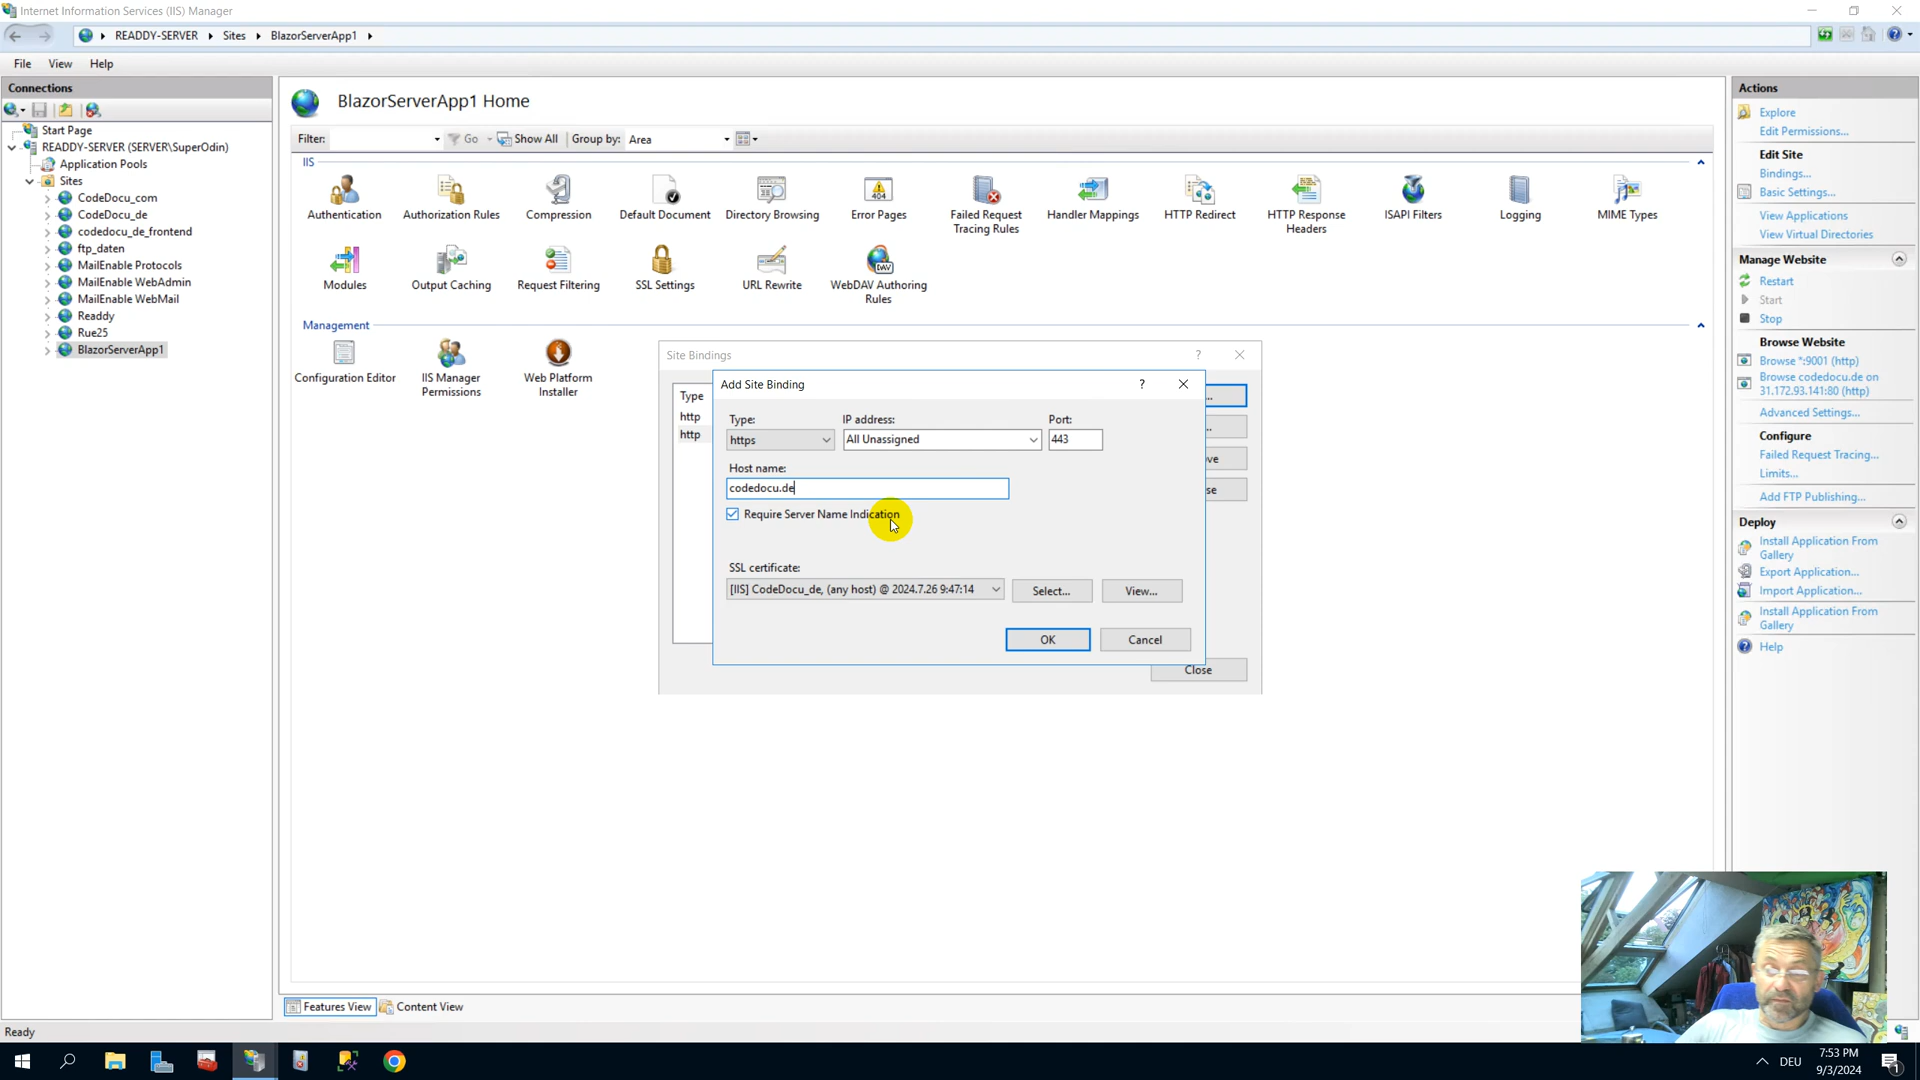 Internet Information Services (IIS) Manager
READDY-SERVER
Sites
BlazorServerApp1
File
View
Help
Connections
Start Page
READDY-SERVER (SERVER\SuperOdin)
Application Pools
Sites
CodeDocu_com
CodeDocu_de
codedocu_de_frontend
ftp_daten
MailEnable Protocols
MailEnable WebAdmin
MailEnable WebMail
Readdy
Rue25
BlazorServerApp1
BlazorServerApp1 Home
Filter:
Go
Show All
Group by:
Area
IIS
Authentication
Authorization Rules
Compression
Default Document
Directory Browsing
404
Error Pages
Failed Request
Tracing Rules
Handler Mappings
HTTP Redirect
HTTP Response
Headers
ISAPI Filters
Logging
MIME Types
Modules
Output Caching
Request Filtering
SSL Settings
URL Rewrite
DAV
WebDAV Authoring
Rules
Management
Configuration Editor
IIS Manager
Permissions
Web Platform
Installer
Site Bindings
?
Type
http
http
...
...
ve
se
Close
Add Site Binding
?
Type:
IP address:
Port:
https
All Unassigned
443
Host name:
codedocu.de
Require Server Name Indication
SSL certificate:
[IIS] CodeDocu_de, (any host) @ 2024.7.26 9:47:14
Select...
View...
OK
Cancel
Actions
Explore
Edit Permissions...
Edit Site
Bindings...
Basic Settings...
View Applications
View Virtual Directories
Manage Website
Restart
Start
Stop
Browse Website
Browse *:9001 (http)
Browse codedocu.de on
31.172.93.141:80 (http)
Advanced Settings...
Configure
Failed Request Tracing...
Limits...
Add FTP Publishing...
Deploy
Install Application From
Gallery
Export Application...
Import Application...
Install Application From
Gallery
Help
Features View
Content View
Ready
DEU
7:53 PM
9/3/2024
1